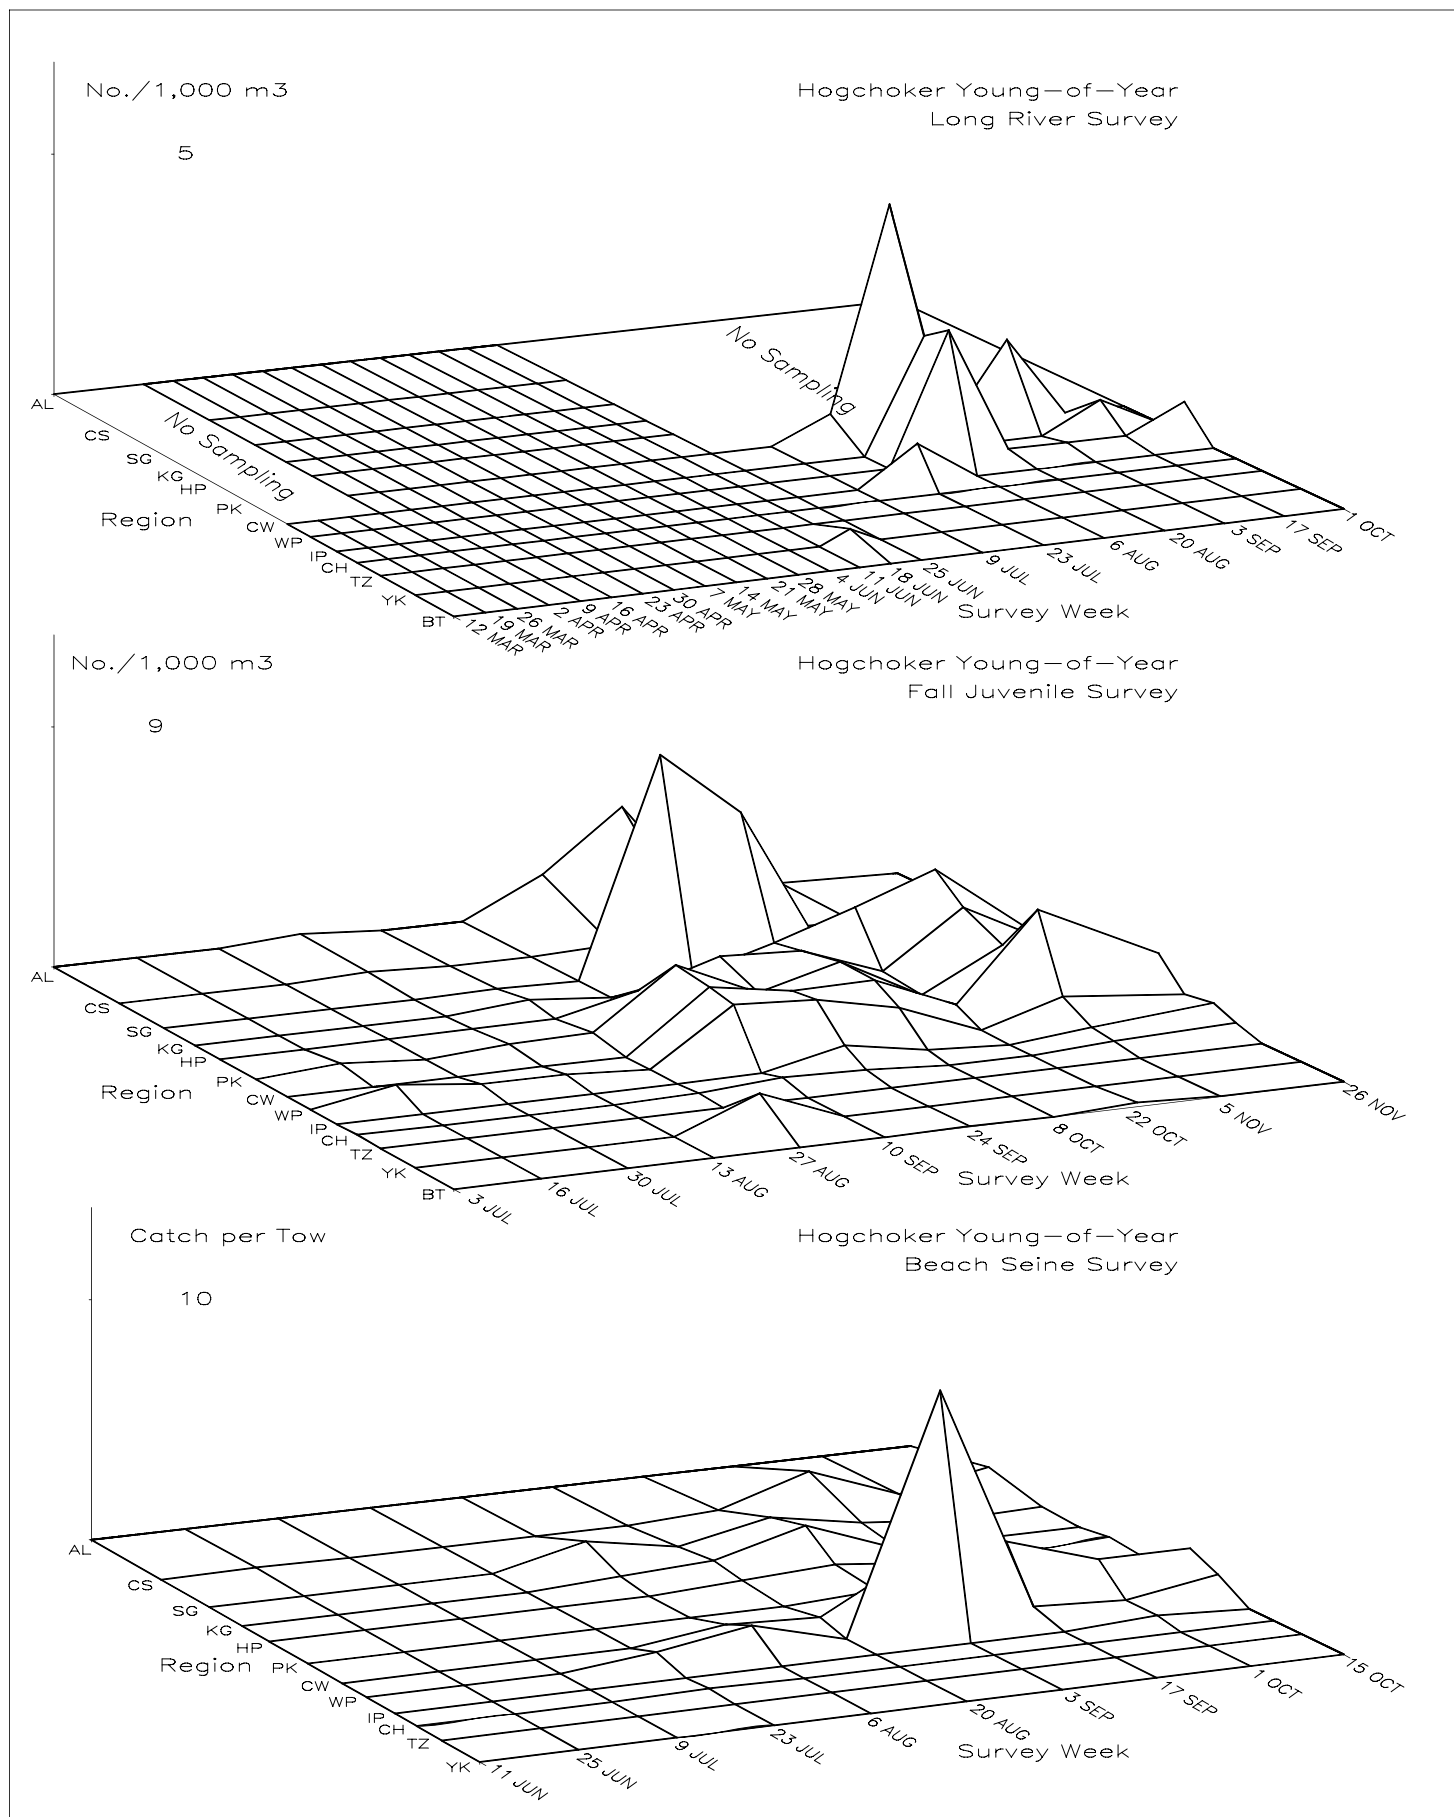 No./1,000 m3
Hogchoker Young-of-Year
Long River Survey
5
No Sampling
AL
No Sampling
CS
SG
KG
HP
PK
Region
CW
WP
IP
CH
TZ
YK
BT
12 MAR
19 MAR
26 MAR
2 APR
9 APR
16 APR
23 APR
30 APR
7 MAY
14 MAY
21 MAY
28 MAY
4 JUN
11 JUN
18 JUN
25 JUN
9 JUL
23 JUL
6 AUG
20 AUG
3 SEP
17 SEP
1 OCT
Survey Week
No./1,000 m3
Hogchoker Young-of-Year
Fall Juvenile Survey
9
AL
CS
SG
KG
HP
PK
Region
CW
WP
IP
CH
TZ
YK
BT
3 JUL
16 JUL
30 JUL
13 AUG
27 AUG
10 SEP
24 SEP
8 OCT
22 OCT
5 NOV
26 NOV
Survey Week
Catch per Tow
Hogchoker Young-of-Year
Beach Seine Survey
10
AL
CS
SG
KG
HP
Region
PK
CW
WP
IP
CH
TZ
YK
11 JUN
25 JUN
9 JUL
23 JUL
6 AUG
20 AUG
3 SEP
17 SEP
1 OCT
15 OCT
Survey Week